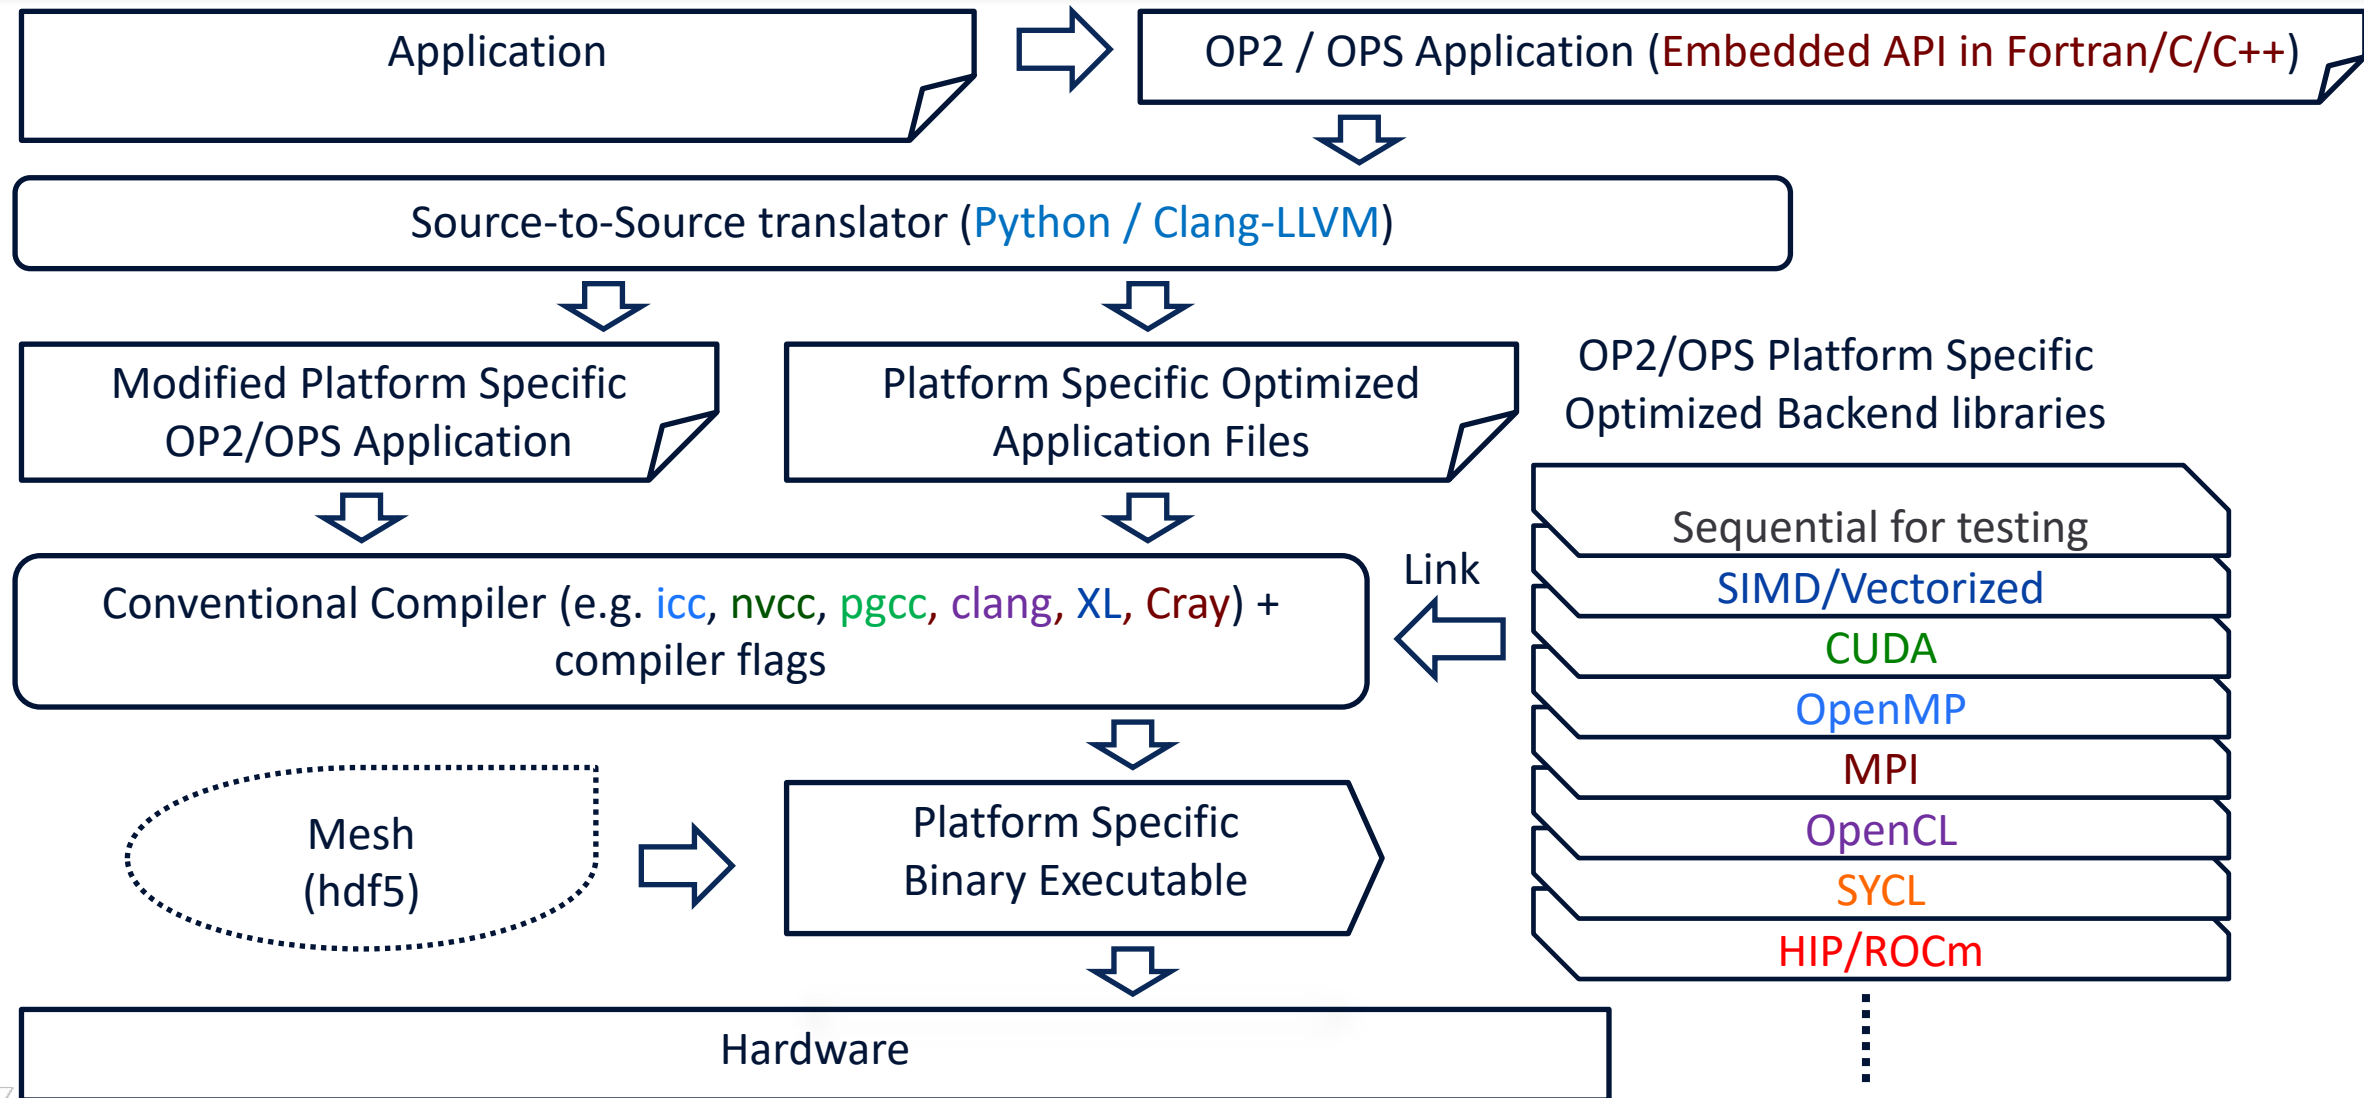 Application
OP2 / OPS Application (Embedded API in Fortran/C/C++)
Source-to-Source translator (Python / Clang-LLVM)
Modified Platform Specific
OP2/OPS Application
Platform Specific Optimized
Application Files
OP2/OPS Platform Specific
Optimized Backend libraries
Sequential for testing
SIMD/Vectorized
CUDA
OpenMP
MPI
OpenCL
SYCL
HIP/ROCm
Link
Conventional Compiler (e.g. icc, nvcc, pgcc, clang, XL, Cray) +
compiler flags
Mesh
(hdf5)
Platform Specific
Binary Executable
Hardware